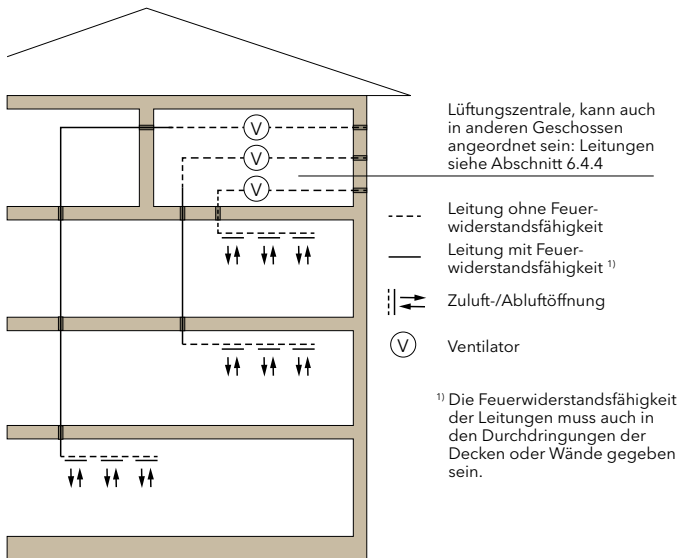 V
V
V
Lüftungszentrale, kann auch
in anderen Geschossen
angeordnet sein: Leitungen
siehe Abschnitt 6.4.4
Leitung ohne Feuer-
widerstandsfähigkeit
Leitung mit Feuer-
widerstandsfähigkeit 1)
Zuluft-/Abluftöffnung
V
Ventilator
1) Die Feuerwiderstandsfähigkeit
der Leitungen muss auch in
den Durchdringungen der
Decken oder Wände gegeben
sein.